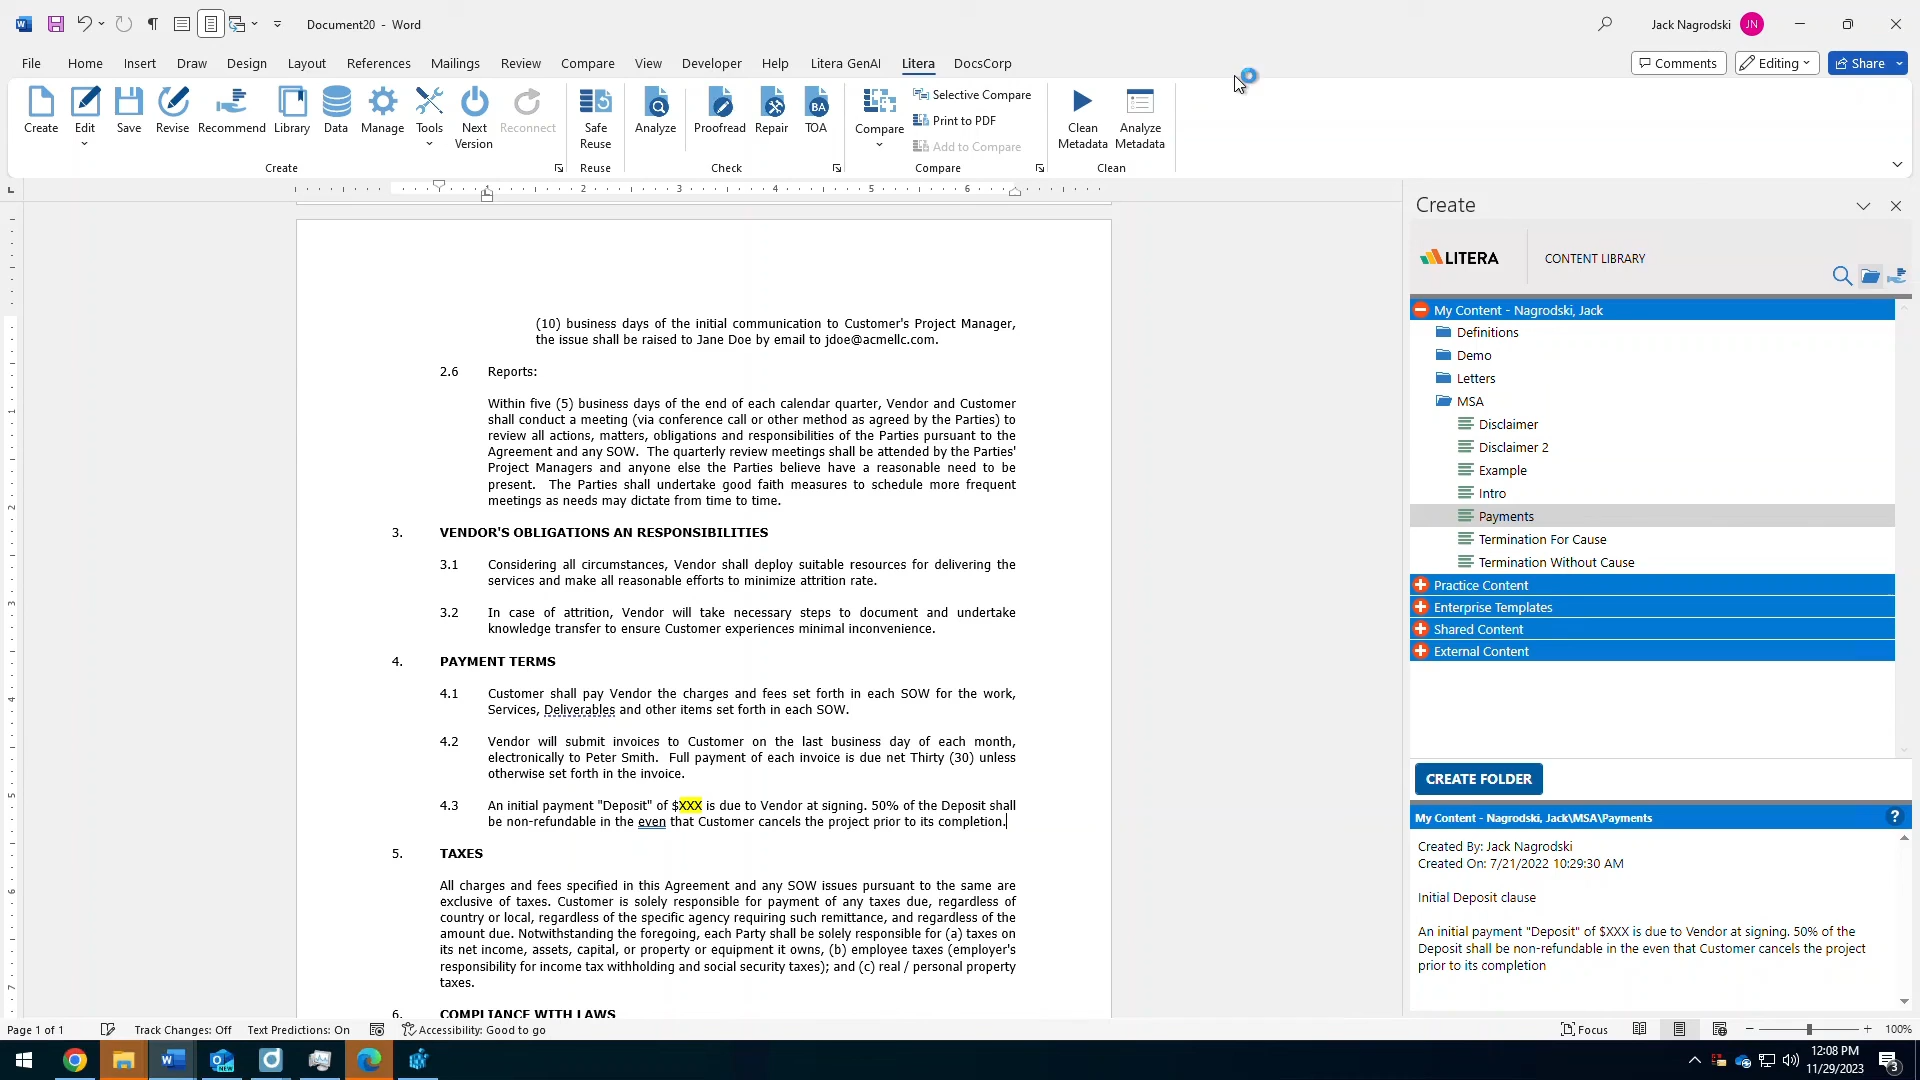 Document20 - Word
Jack Nagrodski JN
File Home Insert Draw Design Layout References Mailings Review Compare View Developer Help Litera GenAI Litera DocsCorp
Comments Editing Share
Create Edit Save Revise Recommend Library Data Manage Tools Next Version Reconnect Safe Reuse Analyze Proofread Repair TOA Compare Selective Compare Print to PDF Add to Compare Clean Metadata Analyze Metadata
Create Reuse Check Compare Clean
1 2 3 4 5 6
(10) business days of the initial communication to Customer's Project Manager,
the issue shall be raised to Jane Doe by email to jdoe@acmellc.com.
2.6 Reports:
Within five (5) business days of the end of each calendar quarter, Vendor and Customer
shall conduct a meeting (via conference call or other method as agreed by the Parties) to
review all actions, matters, obligations and responsibilities of the Parties pursuant to the
Agreement and any SOW. The quarterly review meetings shall be attended by the Parties'
Project Managers and anyone else the Parties believe have a reasonable need to be
present. The Parties shall undertake good faith measures to schedule more frequent
meetings as needs may dictate from time to time.
3. VENDOR'S OBLIGATIONS AN RESPONSIBILITIES
3.1 Considering all circumstances, Vendor shall deploy suitable resources for delivering the
services and make all reasonable efforts to minimize attrition rate.
3.2 In case of attrition, Vendor will take necessary steps to document and undertake
knowledge transfer to ensure Customer experiences minimal inconvenience.
4. PAYMENT TERMS
4.1 Customer shall pay Vendor the charges and fees set forth in each SOW for the work,
Services, Deliverables and other items set forth in each SOW.
4.2 Vendor will submit invoices to Customer on the last business day of each month,
electronically to Peter Smith. Full payment of each invoice is due net Thirty (30) unless
otherwise set forth in the invoice.
4.3 An initial payment "Deposit" of $XXX is due to Vendor at signing. 50% of the Deposit shall
be non-refundable in the even that Customer cancels the project prior to its completion.
5. TAXES
All charges and fees specified in this Agreement and any SOW issues pursuant to the same are
exclusive of taxes. Customer is solely responsible for payment of any taxes due, regardless of
country or local, regardless of the specific agency requiring such remittance, and regardless of the
amount due. Notwithstanding the foregoing, each Party shall be solely responsible for (a) taxes on
its net income, assets, capital, or property or equipment it owns, (b) employee taxes (employer's
responsibility for income tax withholding and social security taxes); and (c) real / personal property
taxes.
6. COMPLIANCE WITH LAWS
Create
LITERA CONTENT LIBRARY
My Content - Nagrodski, Jack
Definitions
Demo
Letters
MSA
Disclaimer
Disclaimer 2
Example
Intro
Payments
Termination For Cause
Termination Without Cause
Practice Content
Enterprise Templates
Shared Content
External Content
CREATE FOLDER
My Content - Nagrodski, Jack\MSA\Payments ?
Created By: Jack Nagrodski
Created On: 7/21/2022 10:29:30 AM
Initial Deposit clause
An initial payment "Deposit" of $XXX is due to Vendor at signing. 50% of the
Deposit shall be non-refundable in the even that Customer cancels the project
prior to its completion
Page 1 of 1 Track Changes: Off Text Predictions: On Accessibility: Good to go Focus 100%
12:08 PM
11/29/2023
3